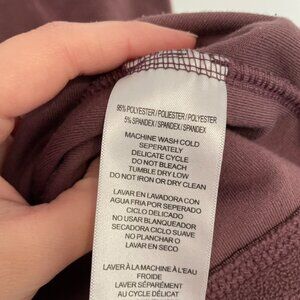 95% POLYESTER/POLIESTER/POLYESTER
5% SPANDEX/SPANDEX/SPANDEX
MACHINE WASH COLD
SEPERATELY
DELICATE CYCLE
DO NOT BLEACH
TUMBLE DRY LOW
DO NOT IRON OR DRY CLEAN
LAVAR EN LAVADORA CON
AGUA FRIA POR SEPERADO
CICLO DELICADO
NO USAR BLANQUEADOR
SECADORA CICLO SUAVE
NO PLANCHAR O
LAVAR EN SECO
LAVER À LA MACHINE À L'EAU
FROIDE
LAVER SÉPARÉMENT
AU CYCLE DÉLICAT